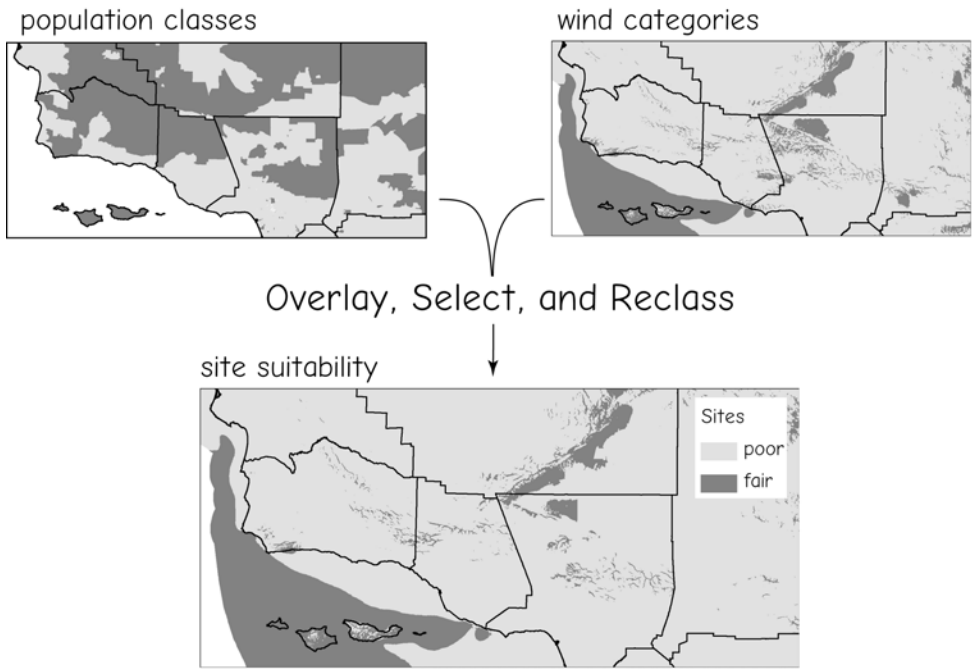 population classes
wind categories
Overlay, Select, and Reclass
site suitability
Sites
poor
fair